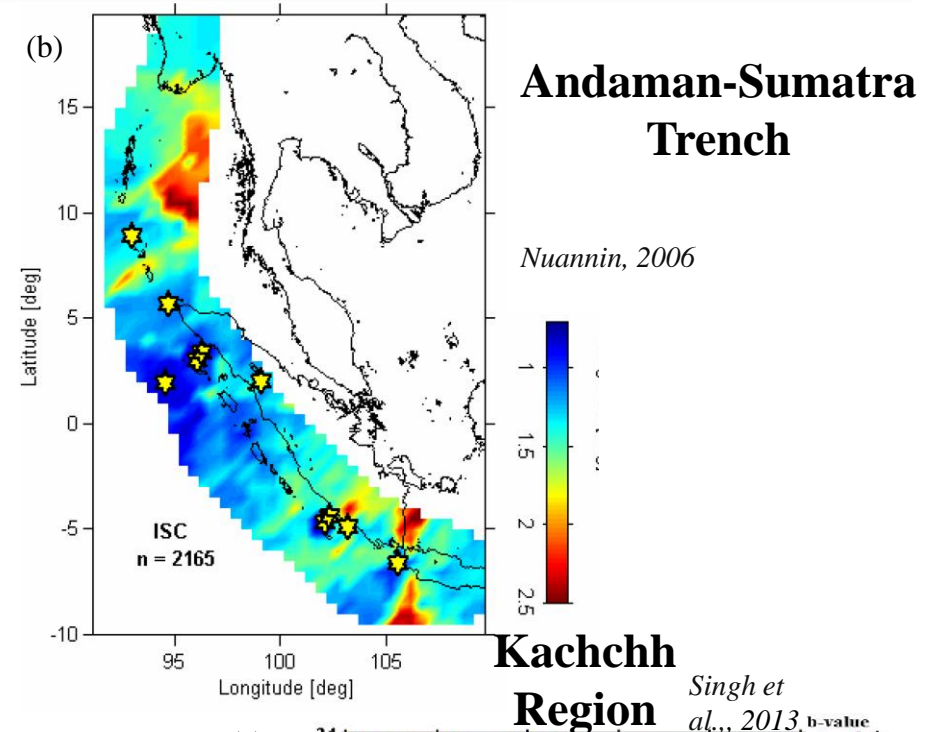 (b)
Andaman-Sumatra
Trench
Nuannin, 2006
Latitude [deg]
15
10
5
0
-5
-10
ISC
n = 2165
95
100
105
Longitude [deg]
1
1.5
2
2.5
Kachchh
Region
Singh et
al.,, 2013
b-value